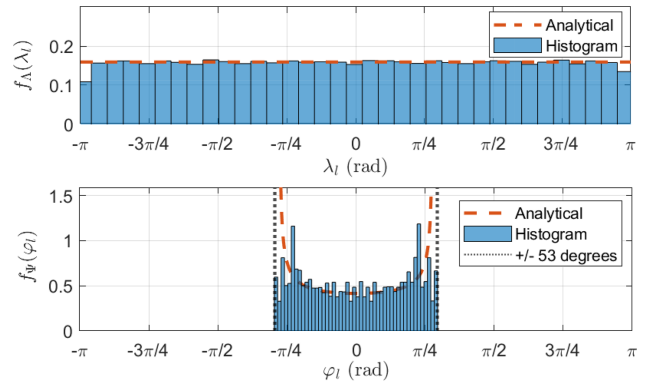 0.2
0.1
0
f_Λ(λ_l)
Analytical
Histogram
-π -3π/4 -π/2 -π/4 0 π/4 π/2 3π/4 π
λ_l (rad)
1.5
1
0.5
0
f_Ψ(φ_l)
Analytical
Histogram
+/- 53 degrees
-π -3π/4 -π/2 -π/4 0 π/4 π/2 3π/4 π
φ_l (rad)